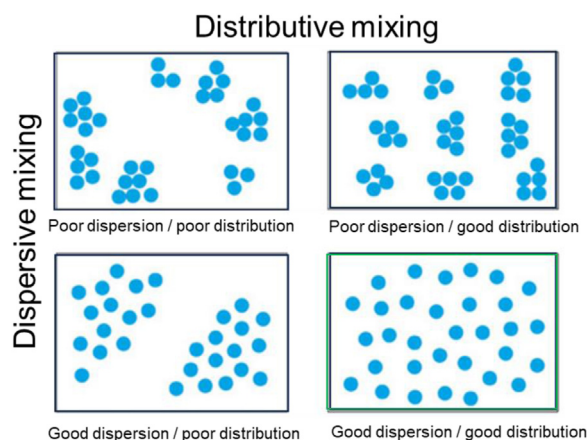 Distributive mixing
Dispersive mixing
Poor dispersion / poor distribution
Poor dispersion / good distribution
Good dispersion / poor distribution
Good dispersion / good distribution